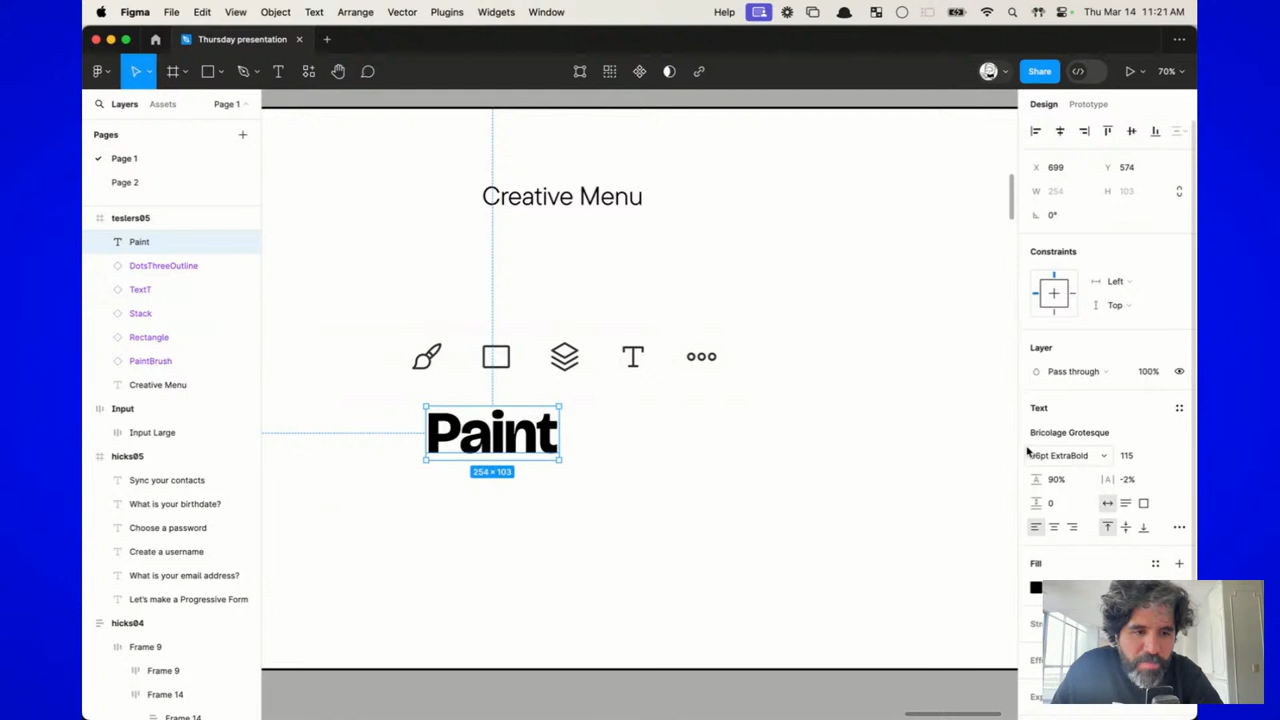 Figma File Edit View Object Text Arrange Vector Plugins Widgets Window Help Thu Mar 14 11:21 AM
Thursday presentation
Share 70%
Layers Assets Page 1
Design Prototype
Pages
Page 1
Page 2
teslers05
Paint
DotsThreeOutline
TextT
Stack
Rectangle
PaintBrush
Creative Menu
Input
Input Large
hicks05
Sync your contacts
What is your birthdate?
Choose a password
Create a username
What is your email address?
Let's make a Progressive Form
hicks04
Frame 9
Frame 9
Frame 14
Frame 14
Creative Menu
Paint
254 × 103
X 699 Y 574
W 254 H 103
0°
Constraints
Left
Top
Layer
Pass through 100%
Text
Bricolage Grotesque
ExtraBold 115
90% |A| -2%
0
Fill